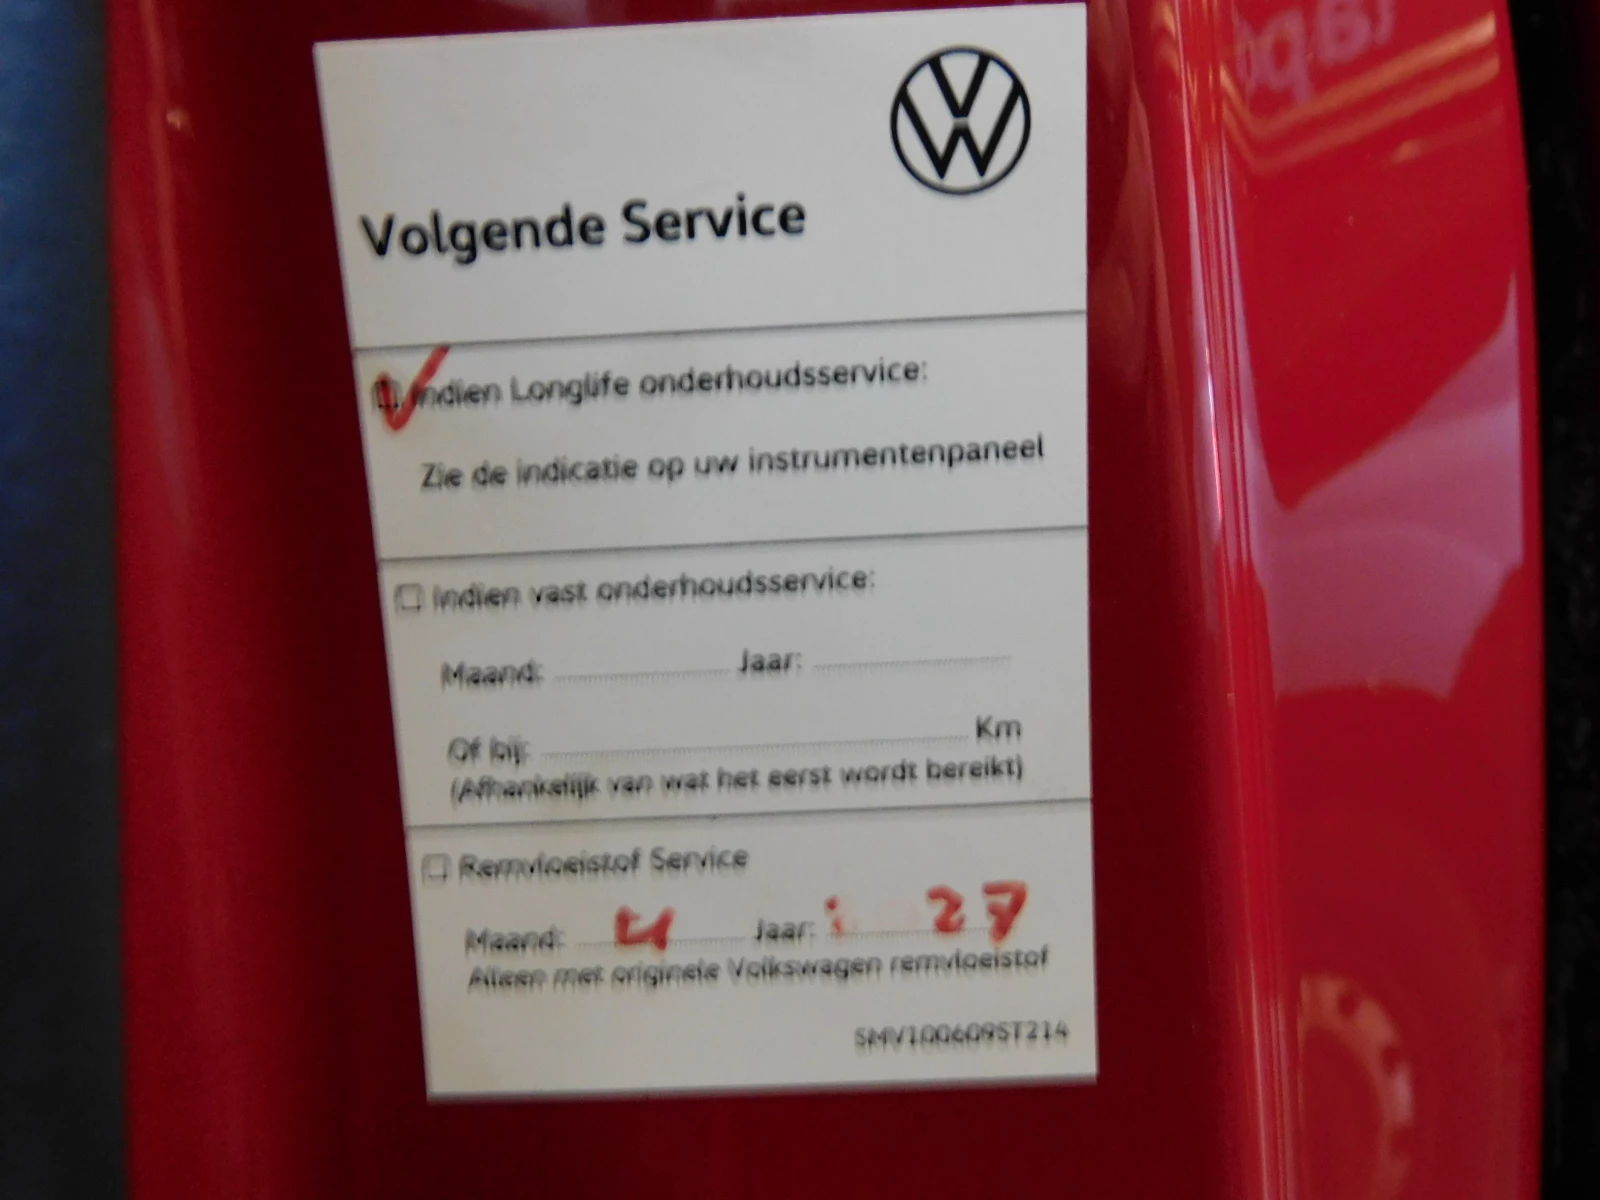 Volgende Service
Indien Longlife onderhoudsservice:
Zie de indicatie op uw instrumentenpaneel
Indien vast onderhoudsservice:
Maand: Jaar:
Of bij: Km
(Afhankelijk van wat het eerst wordt bereikt)
Remvloeistof Service
Maand: 4 Jaar: 27
Alleen met originele Volkswagen remvloeistof
SMV100609ST214